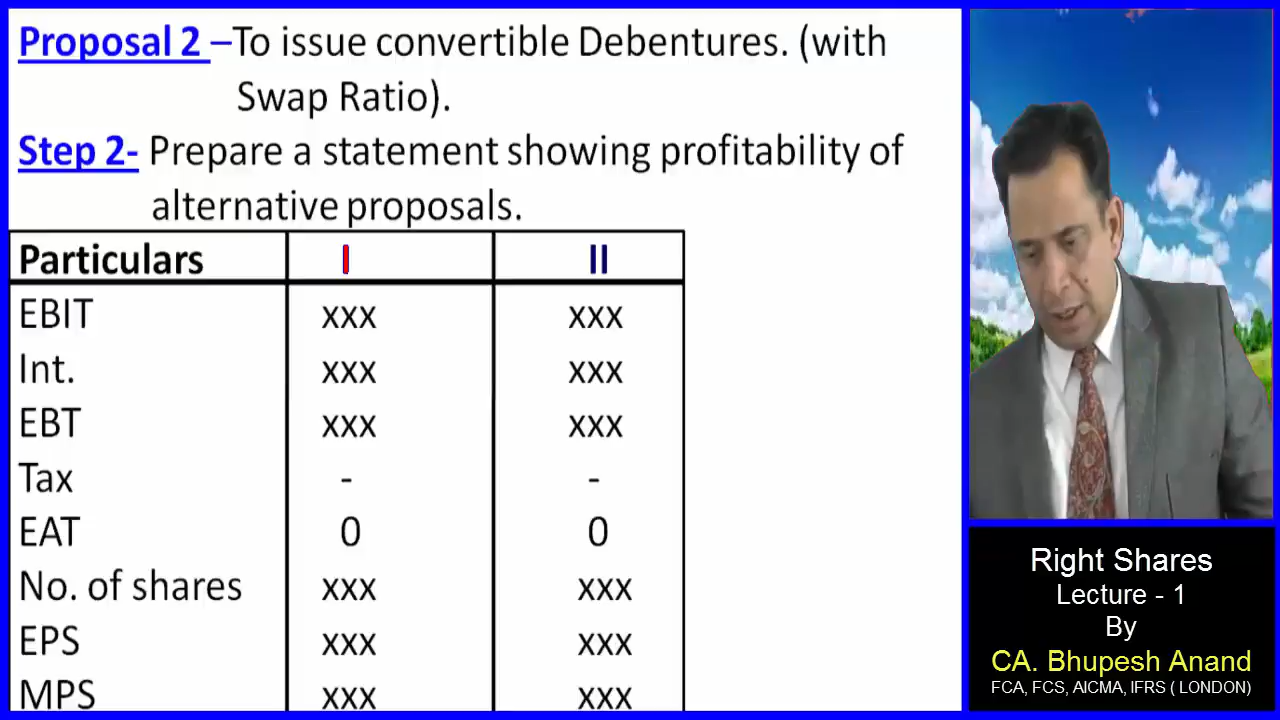 Proposal 2 –To issue convertible Debentures. (with
Swap Ratio).
Step 2- Prepare a statement showing profitability of
alternative proposals.
Particulars I II
EBIT xxx xxx
Int. xxx xxx
EBT xxx xxx
Tax - -
EAT 0 0
No. of shares xxx xxx
EPS xxx xxx
MPS xxx xxx
Right Shares
Lecture - 1
By
CA. Bhupesh Anand
FCA, FCS, AICMA, IFRS ( LONDON)